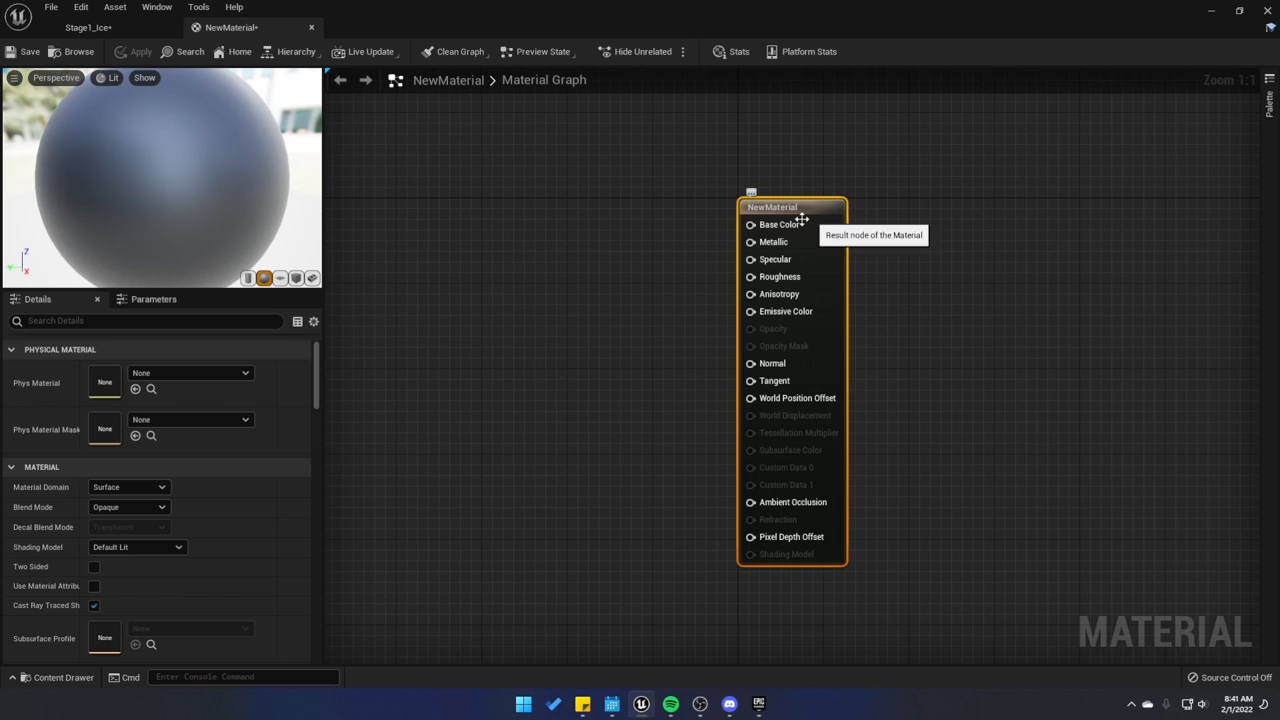 File Edit Asset Window Tools Help
Stage1_Ice•
NewMaterial•
Save Browse Apply Search Home Hierarchy Live Update Clean Graph Preview State Hide Unrelated Stats Platform Stats
Perspective Lit Show
NewMaterial > Material Graph
Zoom 1:1
Palette
NewMaterial
Base Color
Result node of the Material
Metallic
Specular
Roughness
Anisotropy
Emissive Color
Opacity
Opacity Mask
Normal
Tangent
World Position Offset
World Displacement
Tessellation Multiplier
Subsurface Color
Custom Data 0
Custom Data 1
Ambient Occlusion
Refraction
Pixel Depth Offset
Shading Model
Z
Y
X
Details
Parameters
Search Details
PHYSICAL MATERIAL
Phys Material None None
Phys Material Mask None None
MATERIAL
Material Domain Surface
Blend Mode Opaque
Decal Blend Mode Translucent
Shading Model Default Lit
Two Sided
Use Material Attribu
Cast Ray Traced Sh
Subsurface Profile None None
MATERIAL
Content Drawer Cmd Enter Console Command
Source Control Off
EPIC
8:41 AM
2/1/2022